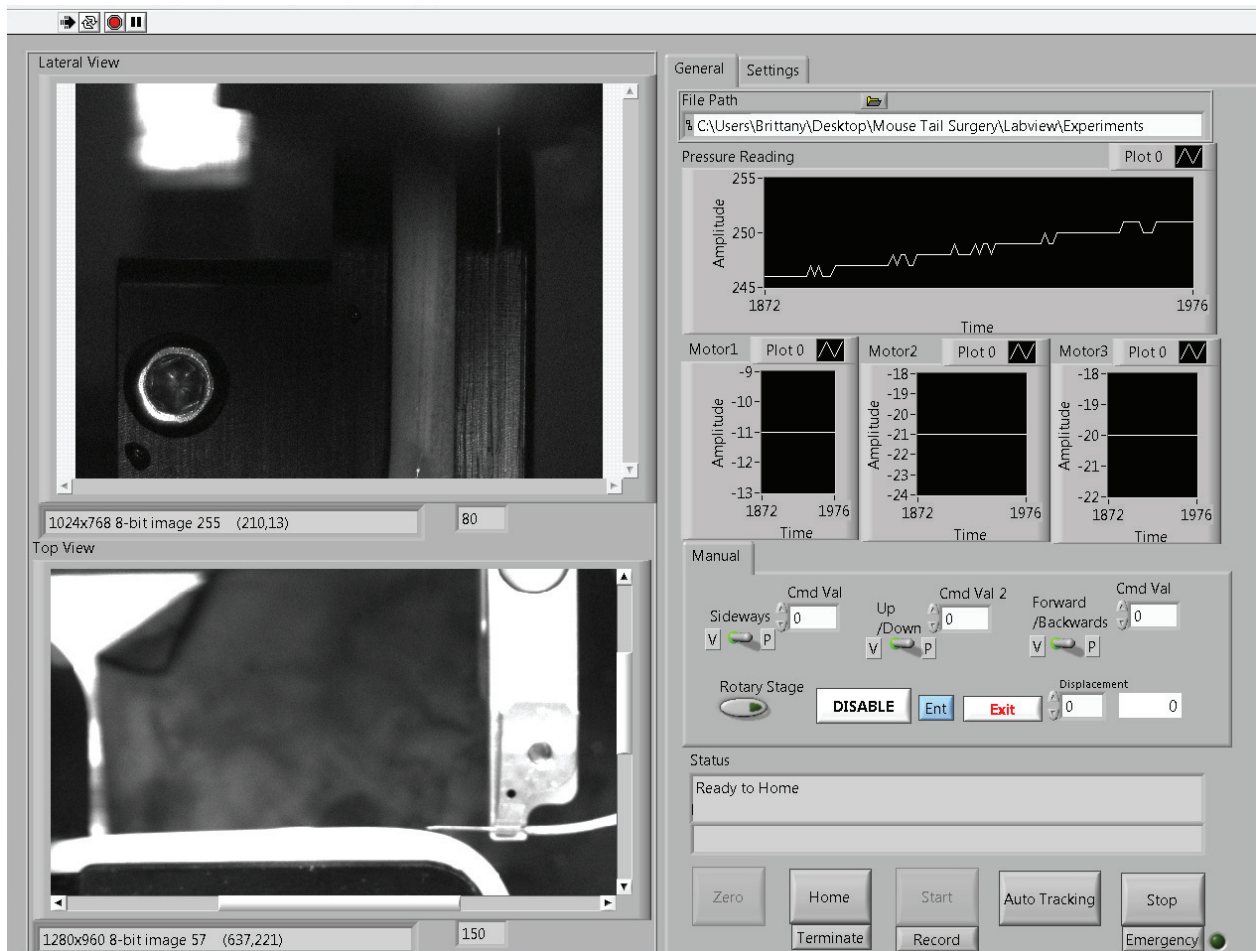 Lateral View
1024x768 8-bit image 255 (210,13)
80
Top View
1280x960 8-bit image 57 (637,221)
150
General
Settings
File Path
C:\Users\Brittany\Desktop\Mouse Tail Surgery\Labview\Experiments
Pressure Reading
Plot 0
Amplitude
255
250
245
1872
1976
Time
Motor1
Plot 0
Amplitude
-9
-10
-11
-12
-13
1872
1976
Time
Motor2
Plot 0
Amplitude
-18
-19
-20
-21
-22
-23
-24
1872
1976
Time
Motor3
Plot 0
Amplitude
-18
-19
-20
-21
-22
1872
1976
Time
Manual
Sideways
V
P
Cmd Val
0
Up
/Down
V
P
Cmd Val 2
0
Forward
/Backwards
V
P
Cmd Val
0
Rotary Stage
DISABLE
Ent
Exit
Displacement
0
0
Status
Ready to Home
Zero
Home
Start
Auto Tracking
Stop
Terminate
Record
Emergency